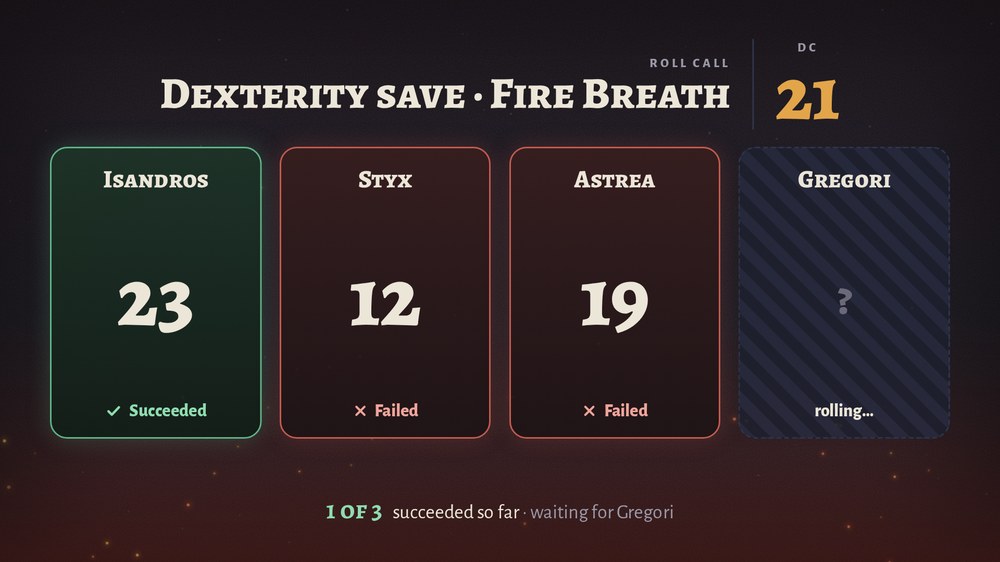 ROLL CALL
Dexterity save · Fire Breath
DC
21
Isandros
23
✓ Succeeded
Styx
12
✕ Failed
Astrea
19
✕ Failed
Gregori
?
rolling...
1 OF 3 succeeded so far · waiting for Gregori